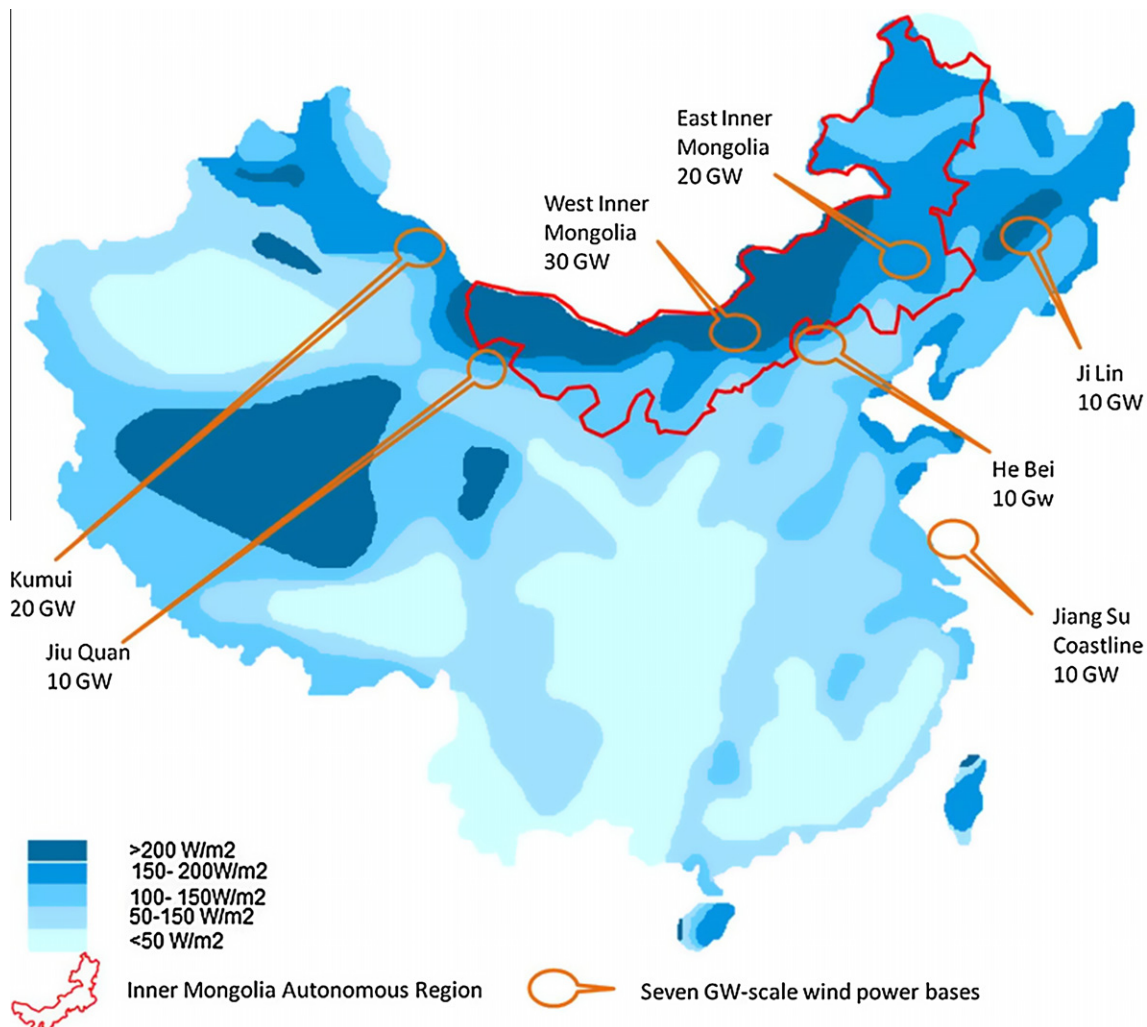 East Inner
Mongolia
20 GW
West Inner
Mongolia
30 GW
Ji Lin
10 GW
He Bei
10 Gw
Kumui
20 GW
Jiu Quan
10 GW
Jiang Su
Coastline
10 GW
>200 W/m2
150- 200W/m2
100- 150W/m2
50-150 W/m2
<50 W/m2
Inner Mongolia Autonomous Region
Seven GW-scale wind power bases